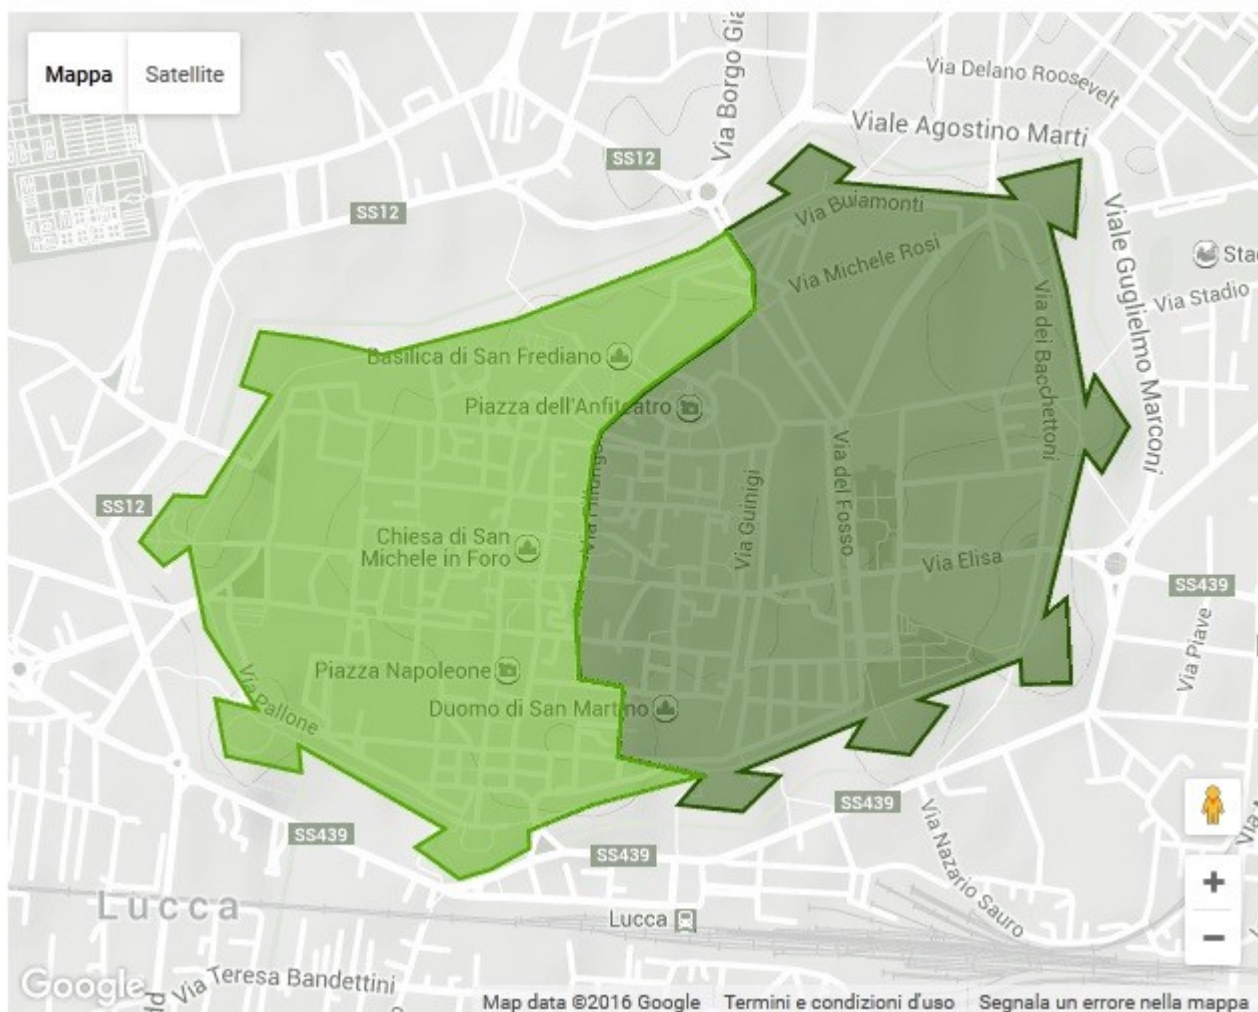 Mappa
Satellite
Via Delano Roosevelt
Viale Agostino Marti
Via Borgo Gia
SS12
SS12
Via Buiamonti
Viale Guglielmo Marconi
Stad
Via Michele Rosi
Via Stadio
Via dei Bacchettoni
Basilica di San Frediano
Piazza dell'Anfiteatro
Via Fillungo
Via Guinigi
Via del Fosso
SS12
Chiesa di San
Michele in Foro
Via Elisa
SS439
Via Piave
Piazza Napoleone
Via Pallone
Duomo di San Martino
SS439
SS439
SS439
Via Nazario Sauro
Lucca
Lucca
Google
Via Teresa Bandettini
Map data ©2016 Google
Termini e condizioni d'uso
Segnala un errore nella mappa